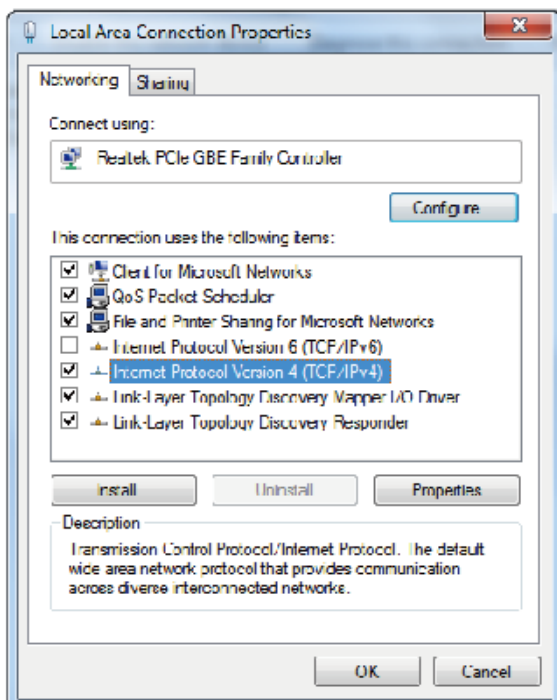 Local Area Connection Properties
Networking
Sharing
Connect using:
Realtek PCIe GBE Family Controller
Configure
This connection uses the following items:
Client for Microsoft Networks
QoS Packet Scheduler
File and Printer Sharing for Microsoft Networks
Internet Protocol Version 6 (TCP/IPv6)
Internet Protocol Version 4 (TCP/IPv4)
Link-Layer Topology Discovery Mapper I/O Driver
Link-Layer Topology Discovery Responder
Install
Uninstall
Properties
Description
Transmission Control Protocol/Internet Protocol. The default
wide area network protocol that provides communication
across diverse interconnected networks.
OK
Cancel